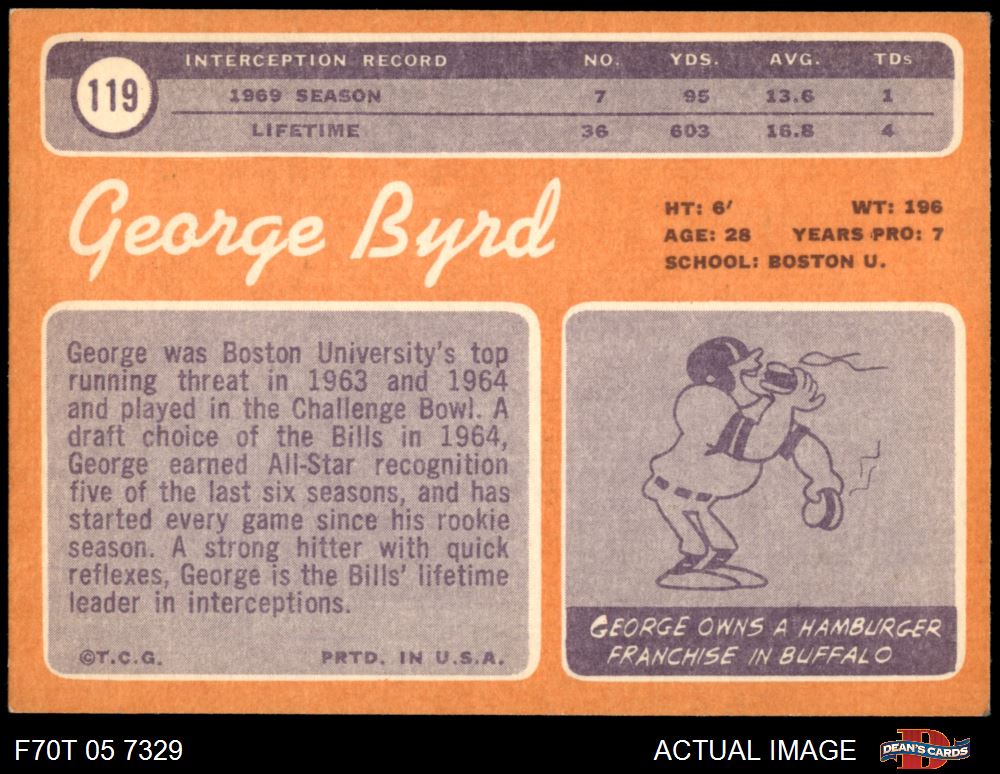 INTERCEPTION RECORD NO. YDS. AVG. TDs
119
1969 SEASON 7 95 13.6 1
LIFETIME 36 603 16.8 4
George Byrd
HT: 6' WT: 196
AGE: 28 YEARS PRO: 7
SCHOOL: BOSTON U.
George was Boston University's top
running threat in 1963 and 1964
and played in the Challenge Bowl. A
draft choice of the Bills in 1964,
George earned All-Star recognition
five of the last six seasons, and has
started every game since his rookie
season. A strong hitter with quick
reflexes, George is the Bills' lifetime
leader in interceptions.
©T.C.G. PRTD. IN U.S.A.
GEORGE OWNS A HAMBURGER
FRANCHISE IN BUFFALO
F70T 05 7329 ACTUAL IMAGE DEAN'S CARDS